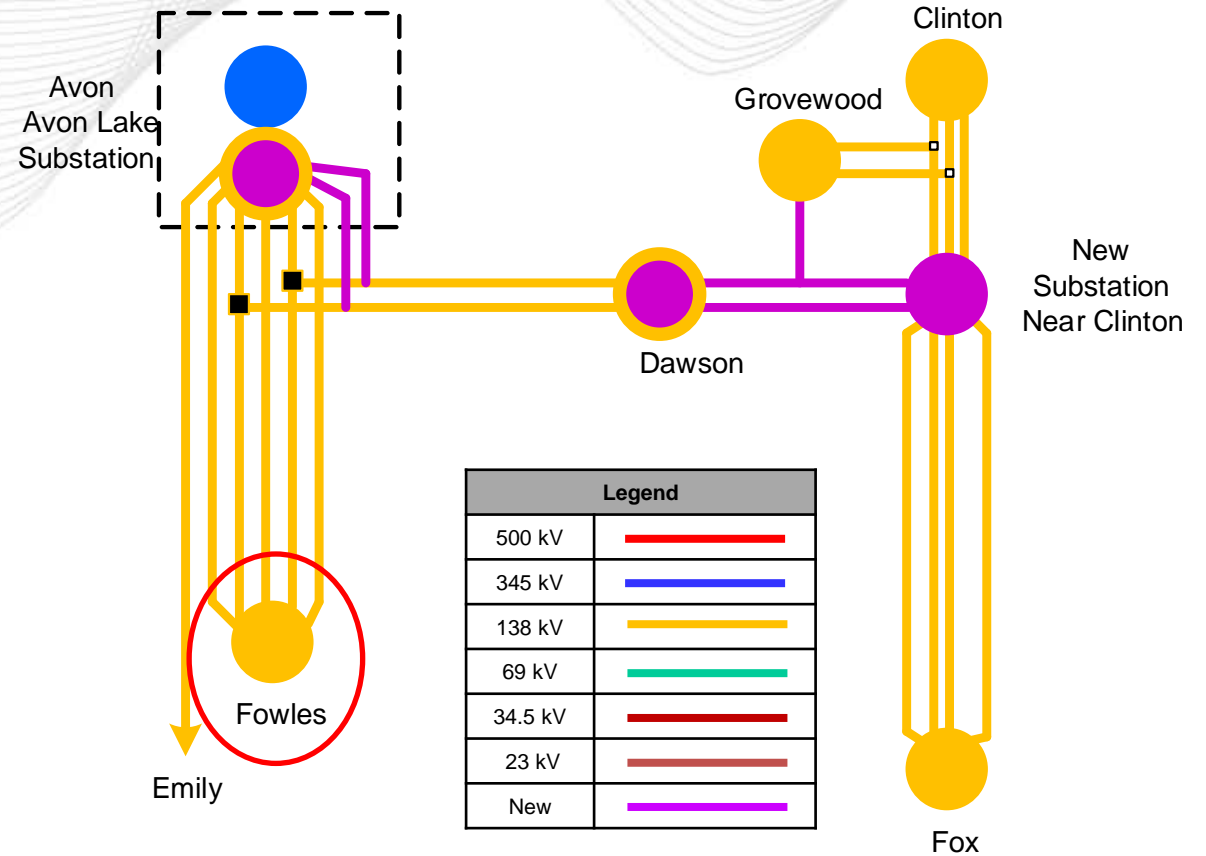 Clinton
Avon
Avon Lake
Substation
Grovewood
New
Substation
Near Clinton
Dawson
Legend
500 kV
345 kV
138 kV
69 kV
34.5 kV
23 kV
New
Fowles
Emily
Fox